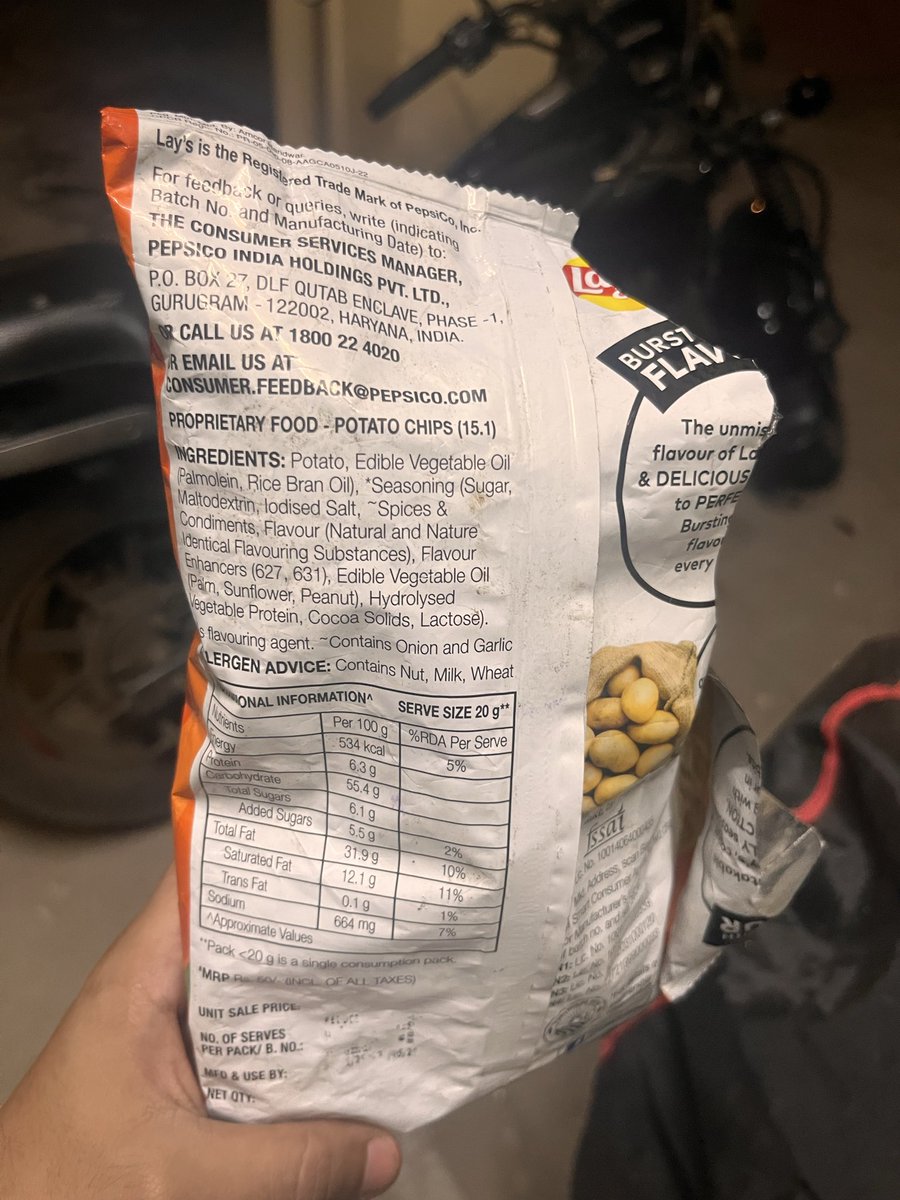 Lay's is the Registered Trade Mark of PepsiCo, Inc.
For feedback or queries, write (indicating
Batch No. and Manufacturing Date) to:
THE CONSUMER SERVICES MANAGER,
PEPSICO INDIA HOLDINGS PVT. LTD.,
P.O. BOX 27, DLF QUTAB ENCLAVE, PHASE -1,
GURUGRAM - 122002, HARYANA, INDIA.
R CALL US AT 1800 22 4020
R EMAIL US AT
CONSUMER.FEEDBACK@PEPSICO.COM
PROPRIETARY FOOD - POTATO CHIPS (15.1)
INGREDIENTS: Potato, Edible Vegetable Oil
(Palmolein, Rice Bran Oil), *Seasoning (Sugar,
Maltodextrin, Iodised Salt, ~Spices &
Condiments, Flavour (Natural and Nature
Identical Flavouring Substances), Flavour
Enhancers (627, 631), Edible Vegetable Oil
(Palm, Sunflower, Peanut), Hydrolysed
Vegetable Protein, Cocoa Solids, Lactose).
s flavouring agent. ~Contains Onion and Garlic
LERGEN ADVICE: Contains Nut, Milk, Wheat
IONAL INFORMATION^ SERVE SIZE 20 g**
Nutrients Per 100 g %RDA Per Serve
Energy 534 kcal 5%
Protein 6.3 g
Carbohydrate 55.4 g
Total Sugars 6.1 g
Added Sugars 5.5 g 2%
Total Fat 31.9 g 10%
Saturated Fat 12.1 g 11%
Trans Fat 0.1 g 1%
Sodium 664 mg 7%
^Approximate Values
**Pack <20 g is a single consumption pack.
*MRP Rs. 50/- (INCL. OF ALL TAXES)
UNIT SALE PRICE:
NO. OF SERVES
PER PACK/ B. NO.:
MFD & USE BY:
NET QTY:
Lay
BURST
FLAV
The unmis
flavour of La
& DELICIOUS
to PERFE
Bursting
flavo
every
fssai